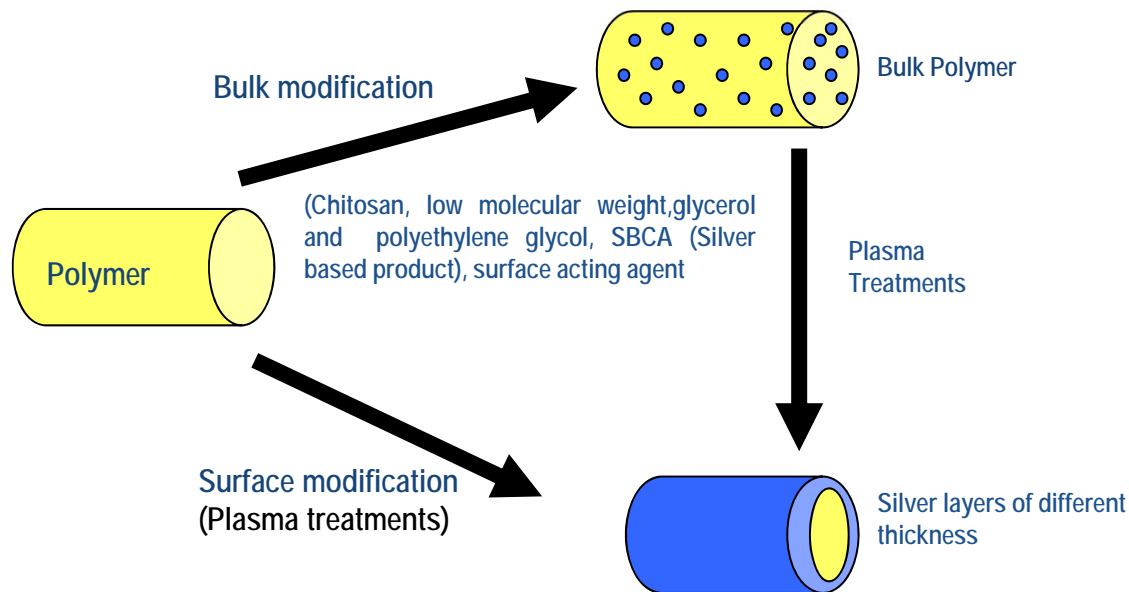 Bulk modification
Bulk Polymer
(Chitosan, low molecular weight,glycerol
and polyethylene glycol, SBCA (Silver
based product), surface acting agent
Polymer
Plasma
Treatments
Surface modification
(Plasma treatments)
Silver layers of different
thickness